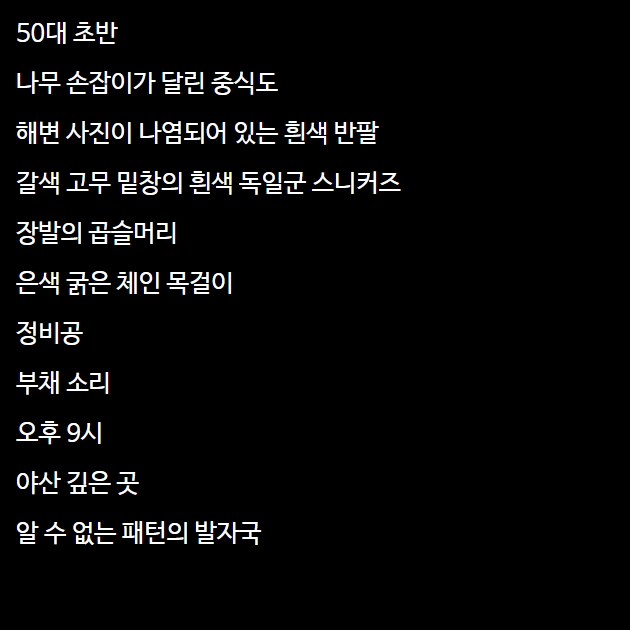 50대 초반
나무 손잡이가 달린 중식도
해변 사진이 나염되어 있는 흰색 반팔
갈색 고무 밑창의 흰색 독일군 스니커즈
장발의 곱슬머리
은색 굵은 체인 목걸이
정비공
부채 소리
오후 9시
야산 깊은 곳
알 수 없는 패턴의 발자국